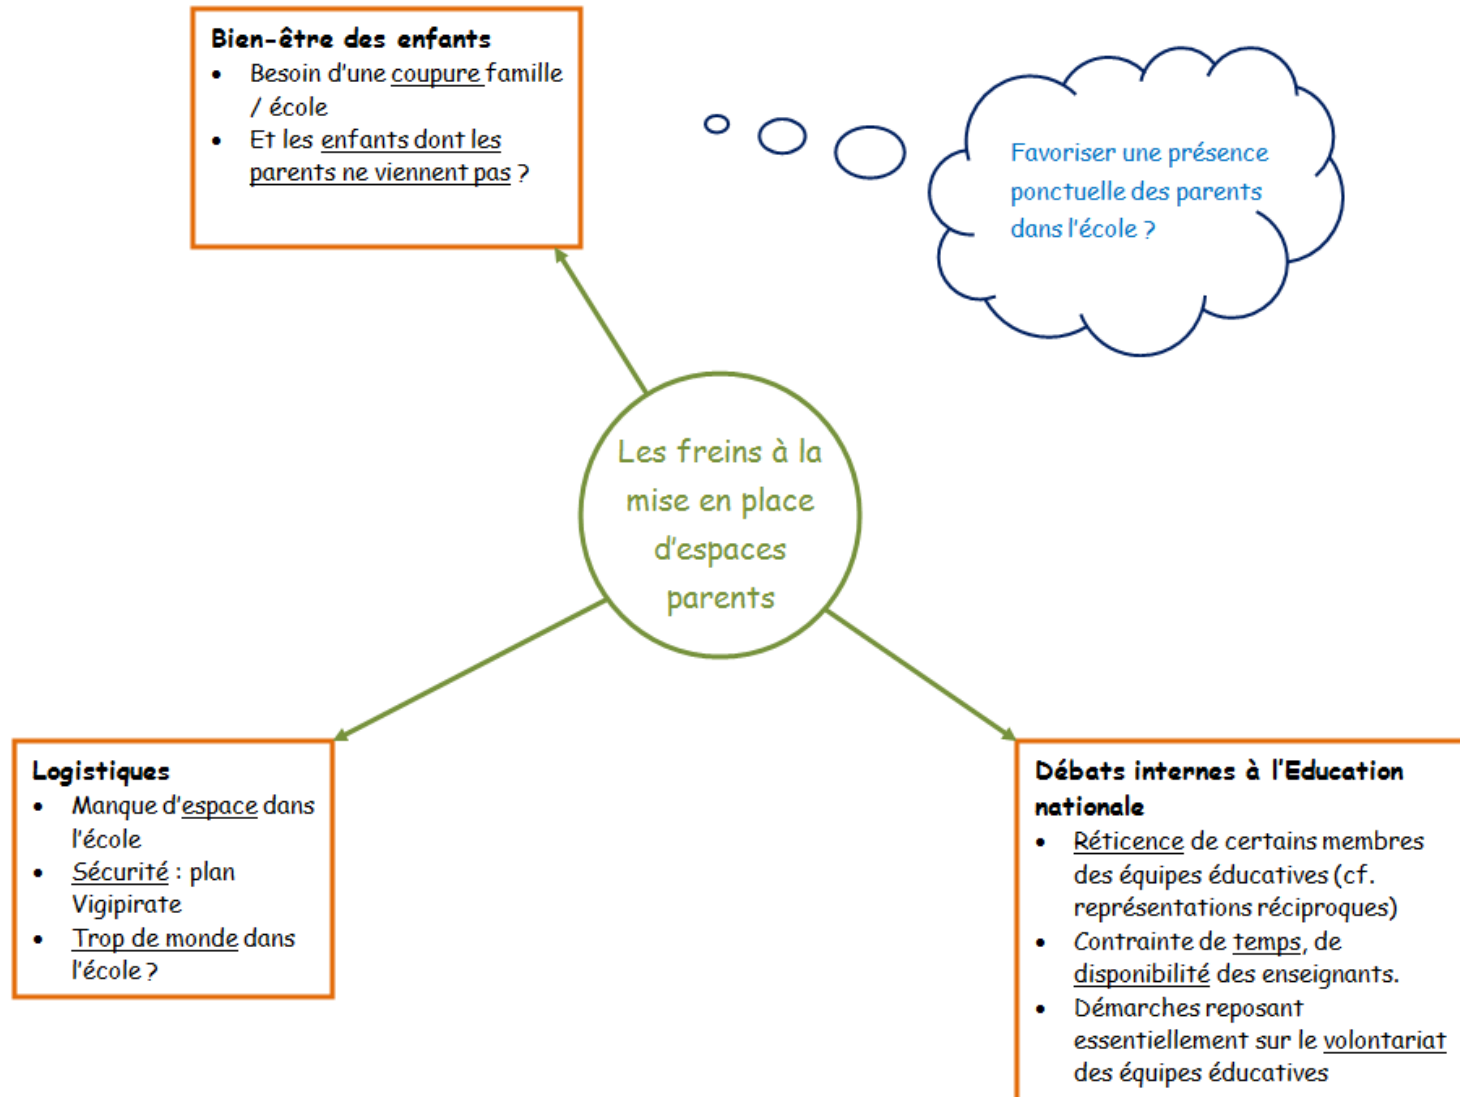 Bien-être des enfants
• Besoin d'une coupure famille
/ école
• Et les enfants dont les
parents ne viennent pas ?
Favoriser une présence
ponctuelle des parents
dans l'école ?
Les freins à la
mise en place
d'espaces
parents
Logistiques
• Manque d'espace dans
l'école
• Sécurité : plan
Vigipirate
• Trop de monde dans
l'école ?
Débats internes à l'Education
nationale
• Réticence de certains membres
des équipes éducatives (cf.
représentations réciproques)
• Contrainte de temps, de
disponibilité des enseignants.
• Démarches reposant
essentiellement sur le volontariat
des équipes éducatives